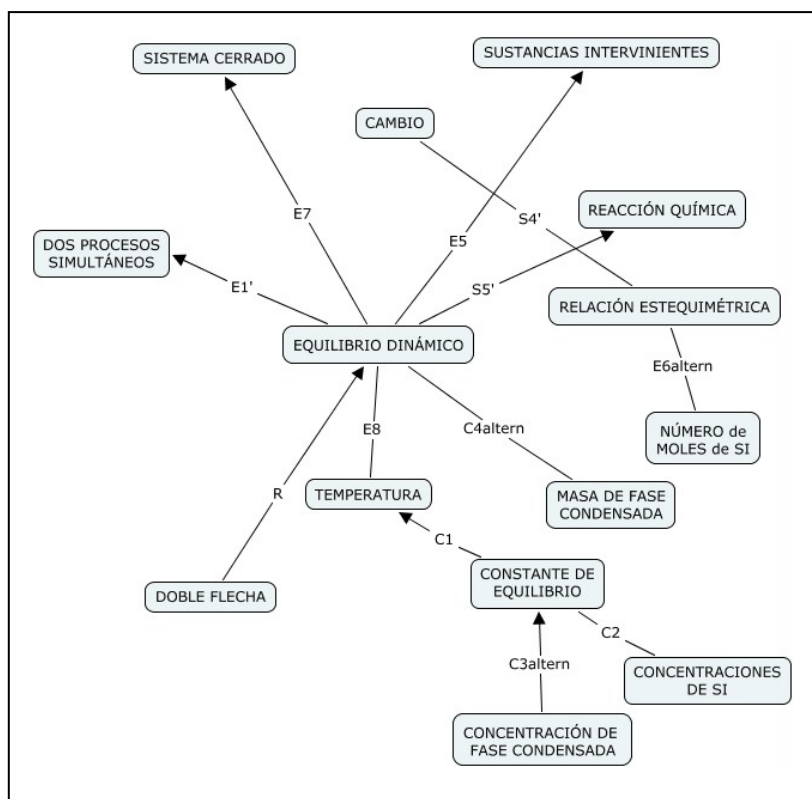 SUSTANCIAS INTERVINIENTES
SISTEMA CERRADO
CAMBIO
E7
S4'
REACCIÓN QUÍMICA
E5
DOS PROCESOS
SIMULTÁNEOS
E1'
S5'
RELACIÓN ESTEQUIMÉTRICA
EQUILIBRIO DINÁMICO
E6altern
E8
C4altern
NÚMERO de
MOLES de SI
R
TEMPERATURA
MASA DE FASE
CONDENSADA
C1
CONSTANTE DE
EQUILIBRIO
DOBLE FLECHA
C2
C3altern
CONCENTRACIONES
DE SI
CONCENTRACIÓN DE
FASE CONDENSADA